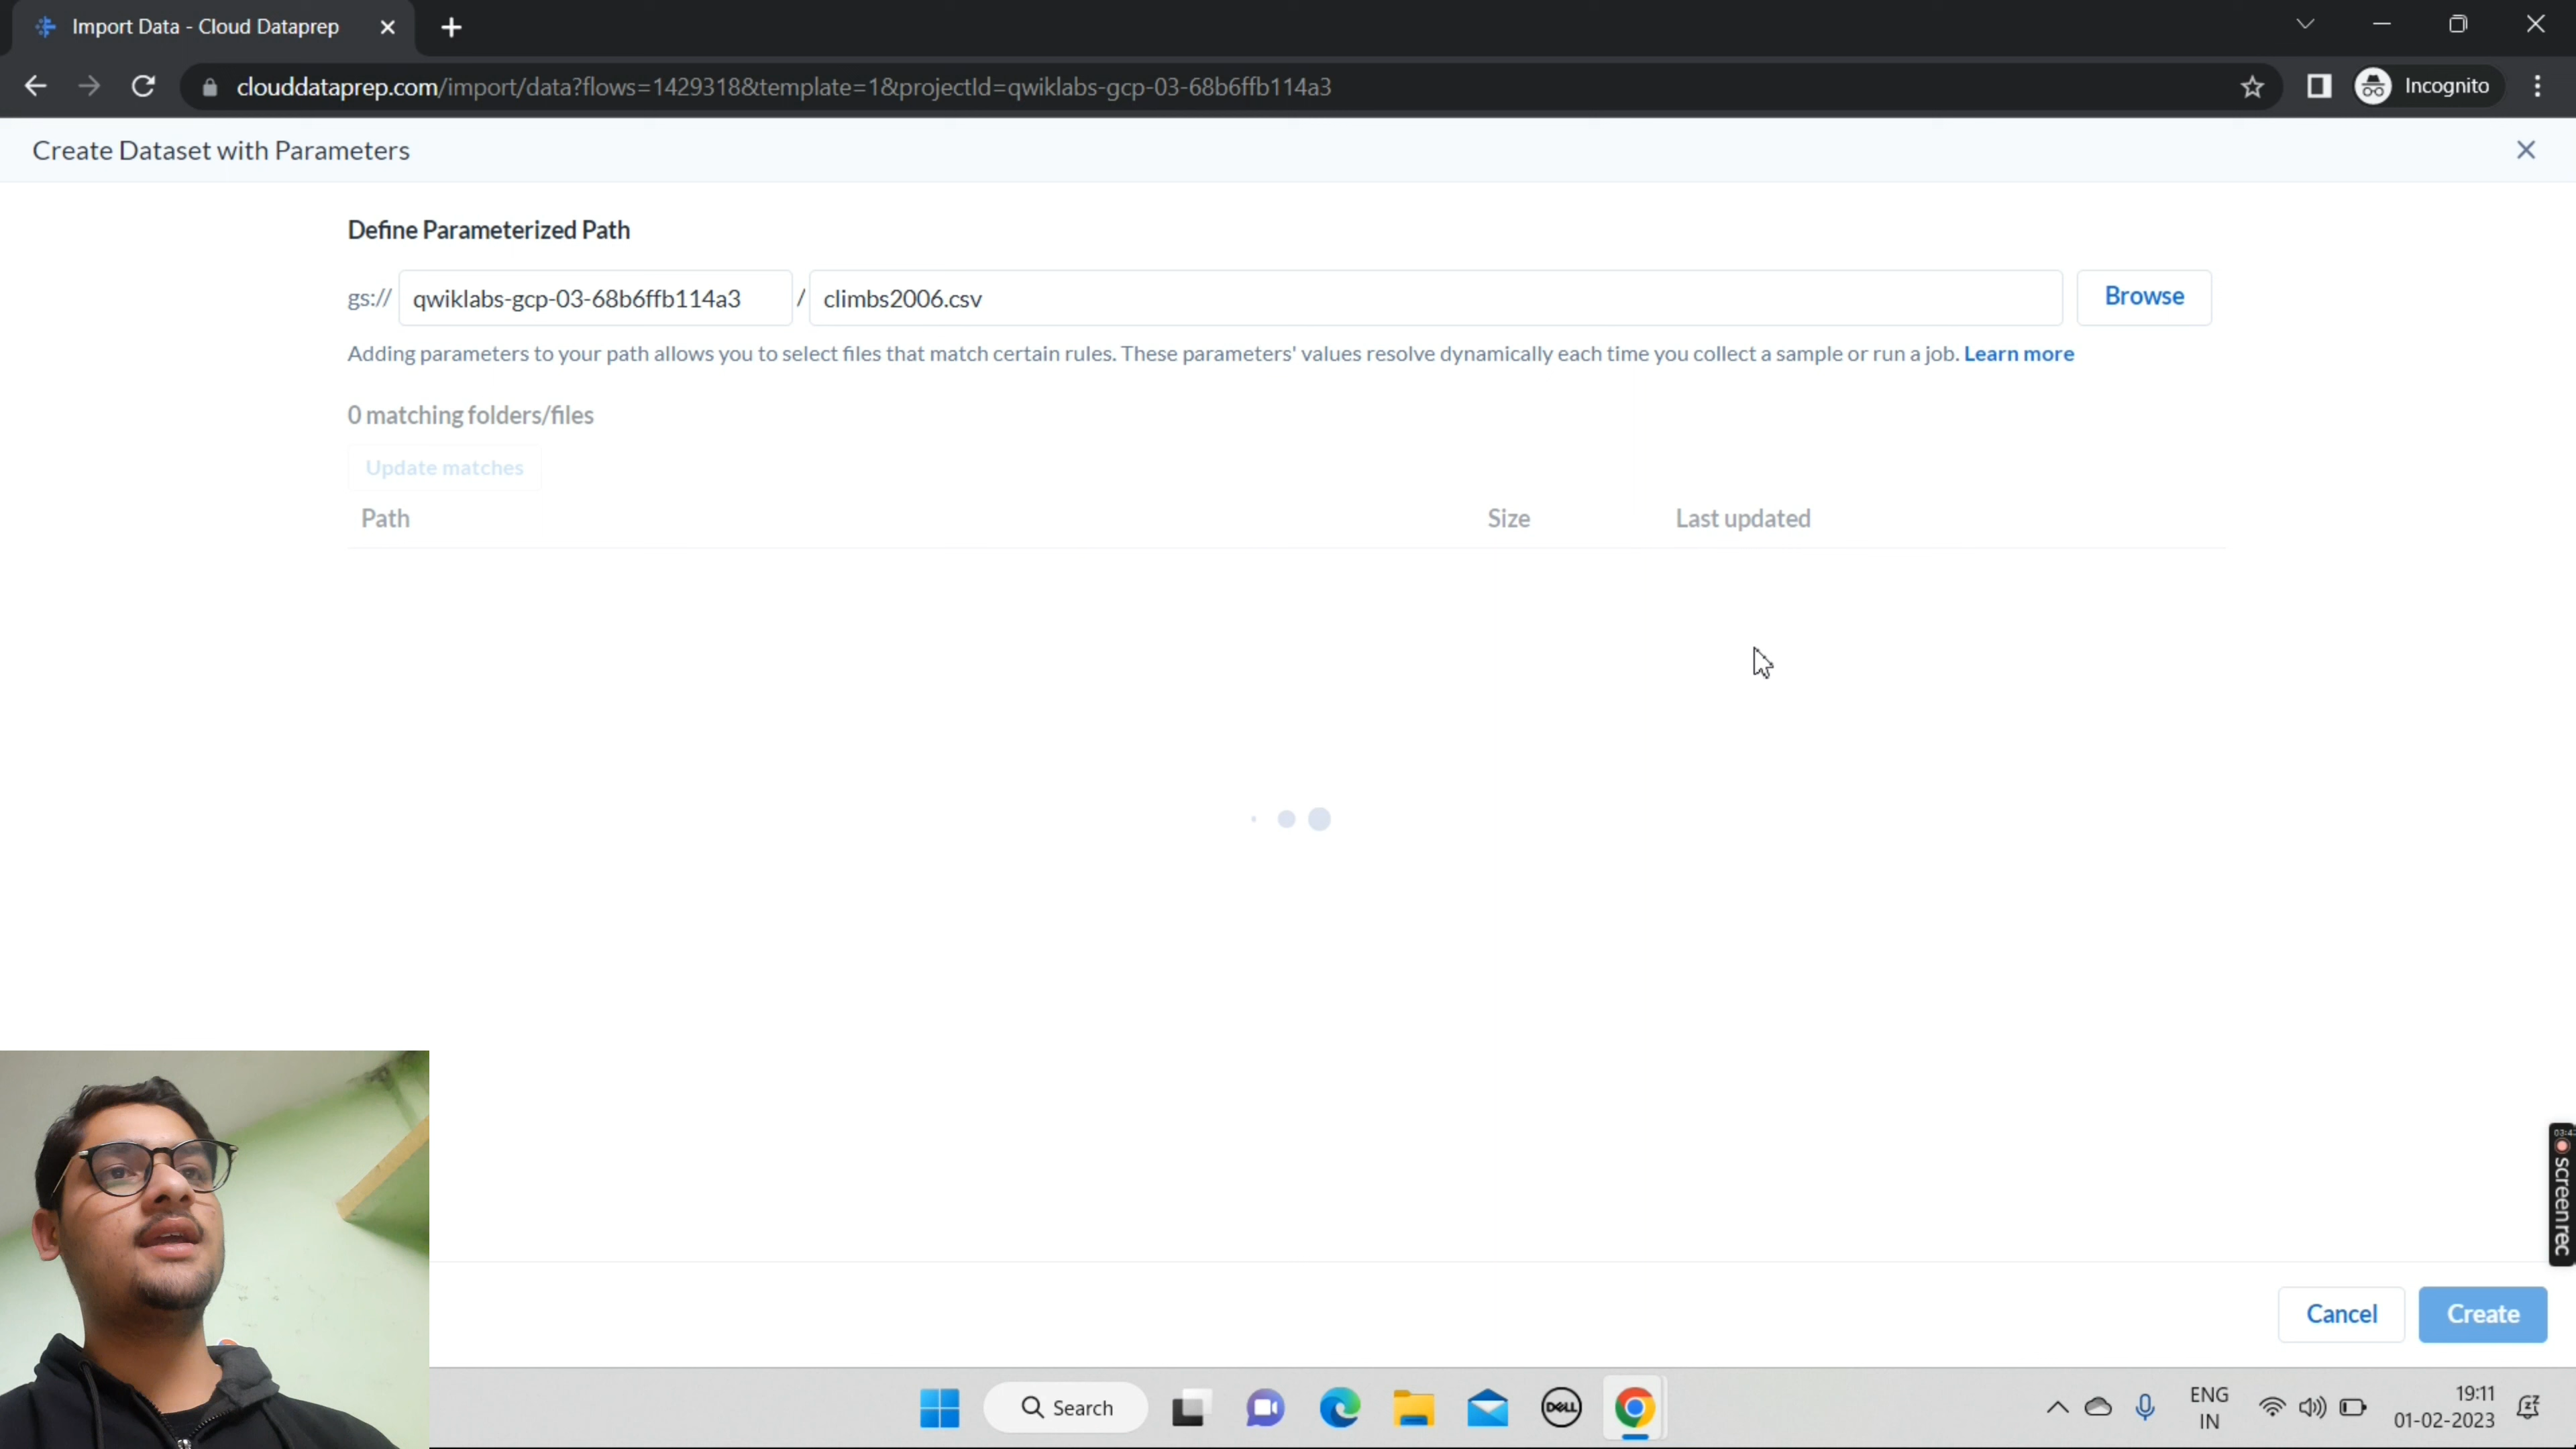 Import Data - Cloud Dataprep
clouddataprep.com/import/data?flows=1429318&template=1&projectId=qwiklabs-gcp-03-68b6ffb114a3
Incognito
Create Dataset with Parameters
Define Parameterized Path
gs:// qwiklabs-gcp-03-68b6ffb114a3 / climbs2006.csv Browse
Adding parameters to your path allows you to select files that match certain rules. These parameters' values resolve dynamically each time you collect a sample or run a job. Learn more
0 matching folders/files
Update matches
Path Size Last updated
screenrec
Cancel Create
Search
DELL
ENG
IN
19:11
01-02-2023